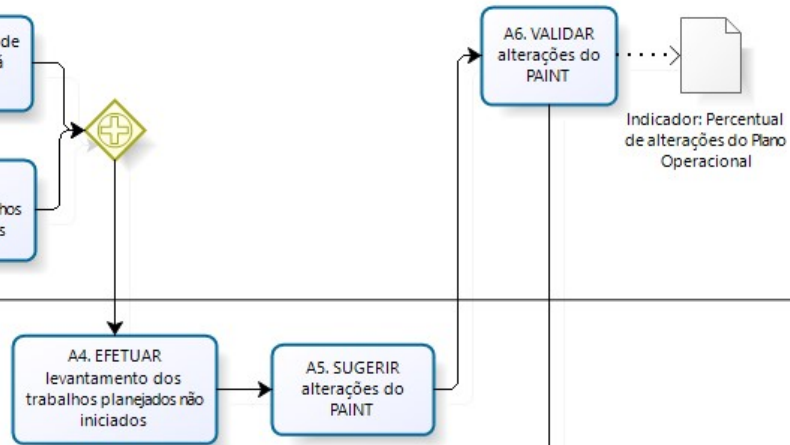 de
A6. VALIDAR
alterações do
PAINT
Indicador: Percentual
de alterações do Plano
Operacional
A4. EFETUAR
levantamento dos
trabalhos planejados não
iniciados
A5. SUGERIR
alterações do
PAINT